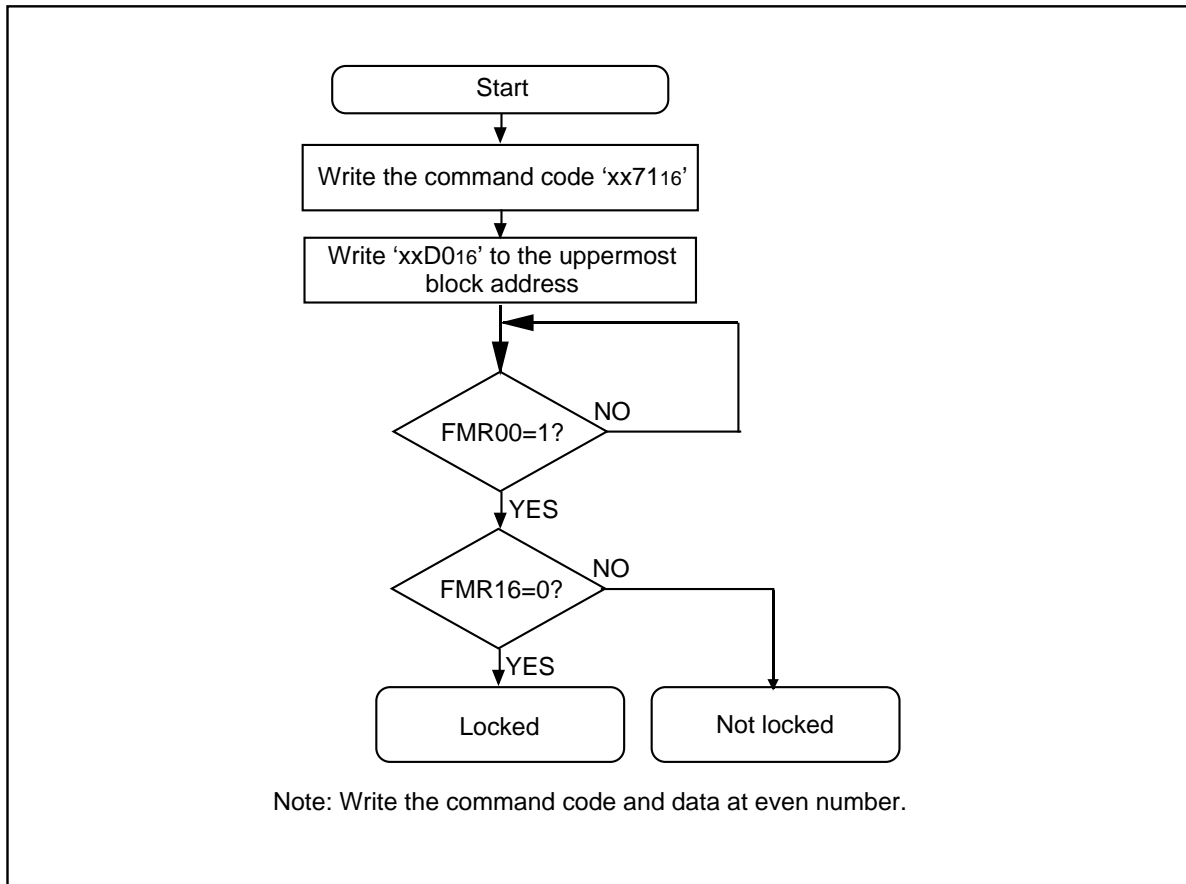 Start
Write the command code ‘xx7116’
Write ‘xxD016’ to the uppermost
block address
NO
FMR00=1?
YES
NO
FMR16=0?
YES
Locked
Not locked
Note: Write the command code and data at even number.